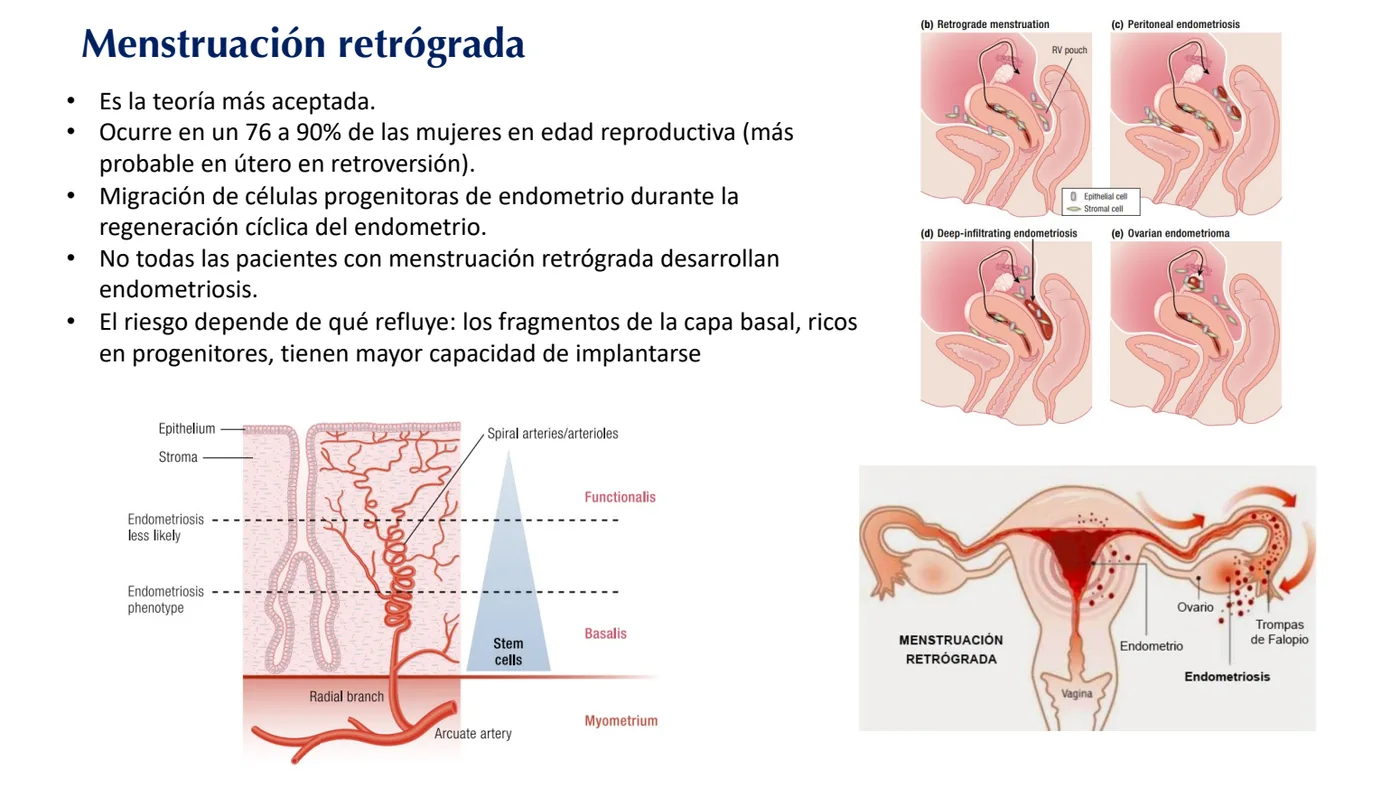 Menstruación retrógrada
• Es la teoría más aceptada.
• Ocurre en un 76 a 90% de las mujeres en edad reproductiva (más
probable en útero en retroversión).
• Migración de células progenitoras de endometrio durante la
regeneración cíclica del endometrio.
• No todas las pacientes con menstruación retrógrada desarrollan
endometriosis.
• El riesgo depende de qué refluye: los fragmentos de la capa basal, ricos
en progenitores, tienen mayor capacidad de implantarse
(b) Retrograde menstruation
RV pouch
(c) Peritoneal endometriosis
Epithelial cell
Stromal cell
(d) Deep-infiltrating endometriosis
(e) Ovarian endometrioma
Epithelium
Stroma
Spiral arteries/arterioles
Functionalis
Endometriosis
less likely
Endometriosis
phenotype
Basalis
Stem
cells
Radial branch
Myometrium
Arcuate artery
MENSTRUACIÓN
RETRÓGRADA
Ovario
Trompas
de Falopio
Endometrio
Endometriosis
Vagina